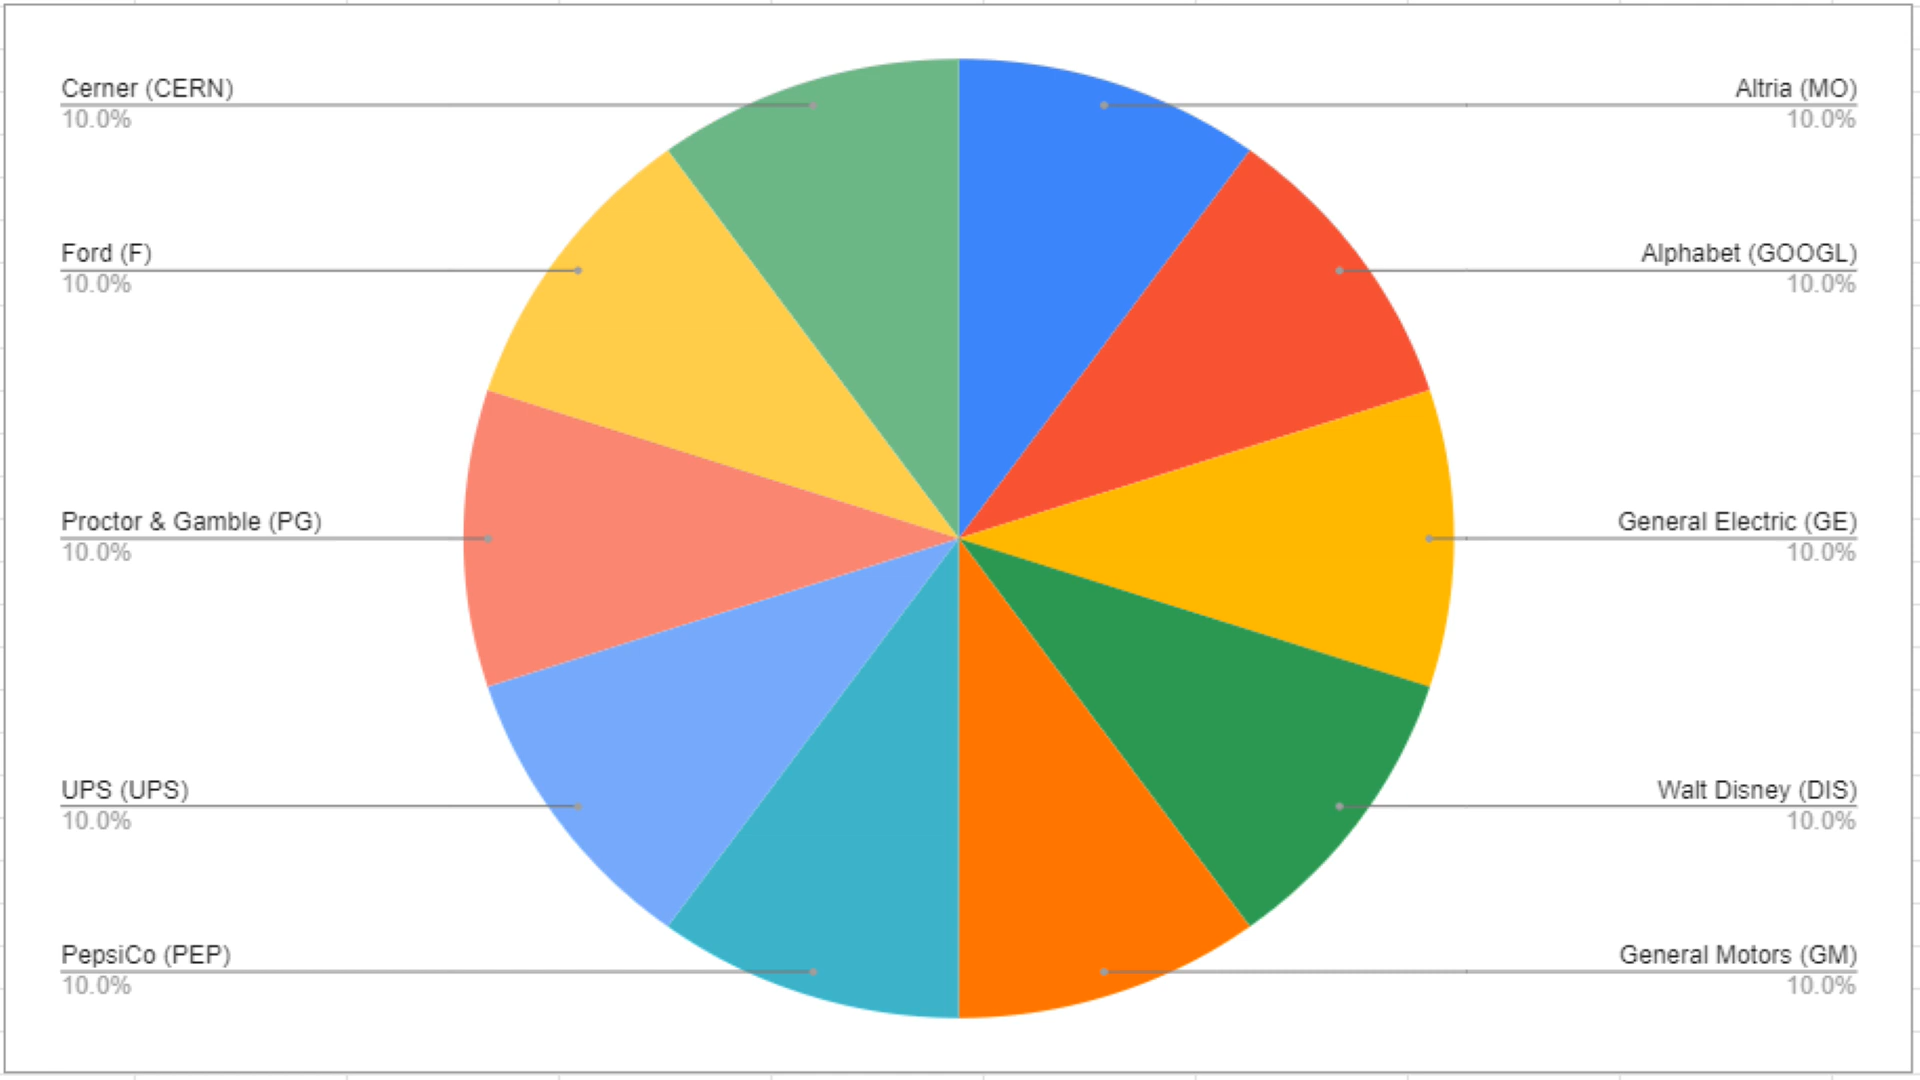 Cerner (CERN)
10.0%
Ford (F)
10.0%
Proctor & Gamble (PG)
10.0%
UPS (UPS)
10.0%
PepsiCo (PEP)
10.0%
Altria (MO)
10.0%
Alphabet (GOOGL)
10.0%
General Electric (GE)
10.0%
Walt Disney (DIS)
10.0%
General Motors (GM)
10.0%